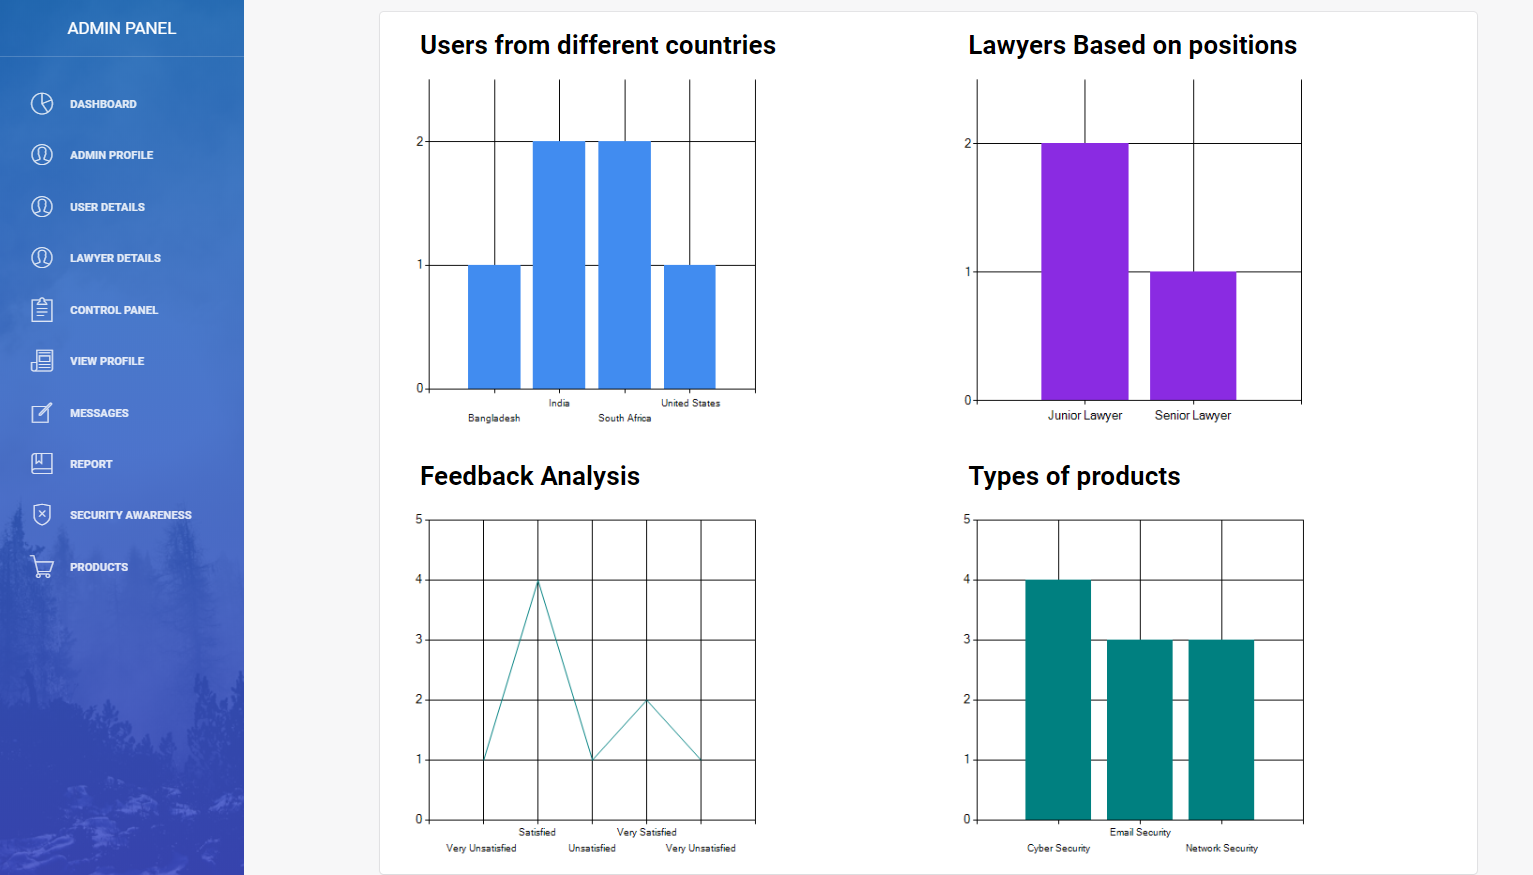 ADMIN PANEL
DASHBOARD
ADMIN PROFILE
USER DETAILS
LAWYER DETAILS
CONTROL PANEL
VIEW PROFILE
MESSAGES
REPORT
SECURITY AWARENESS
PRODUCTS
Users from different countries
2
1
0
India
United States
Bangladesh
South Africa
Lawyers Based on positions
2
1
0
Junior Lawyer
Senior Lawyer
Feedback Analysis
5
4
3
2
1
0
Satisfied
Very Satisfied
Very Unsatisfied
Unsatisfied
Very Unsatisfied
Types of products
5
4
3
2
1
0
Email Security
Cyber Security
Network Security